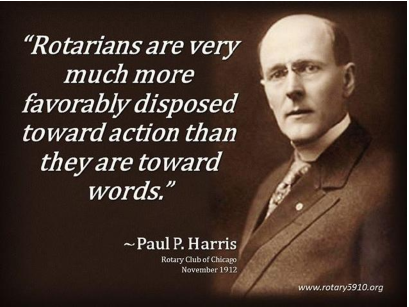 “Rotarians are very
much more
favorably disposed
toward action than
they are toward
words.”
~Paul P. Harris
Rotary Club of Chicago
November 1912
www.rotary5910.org